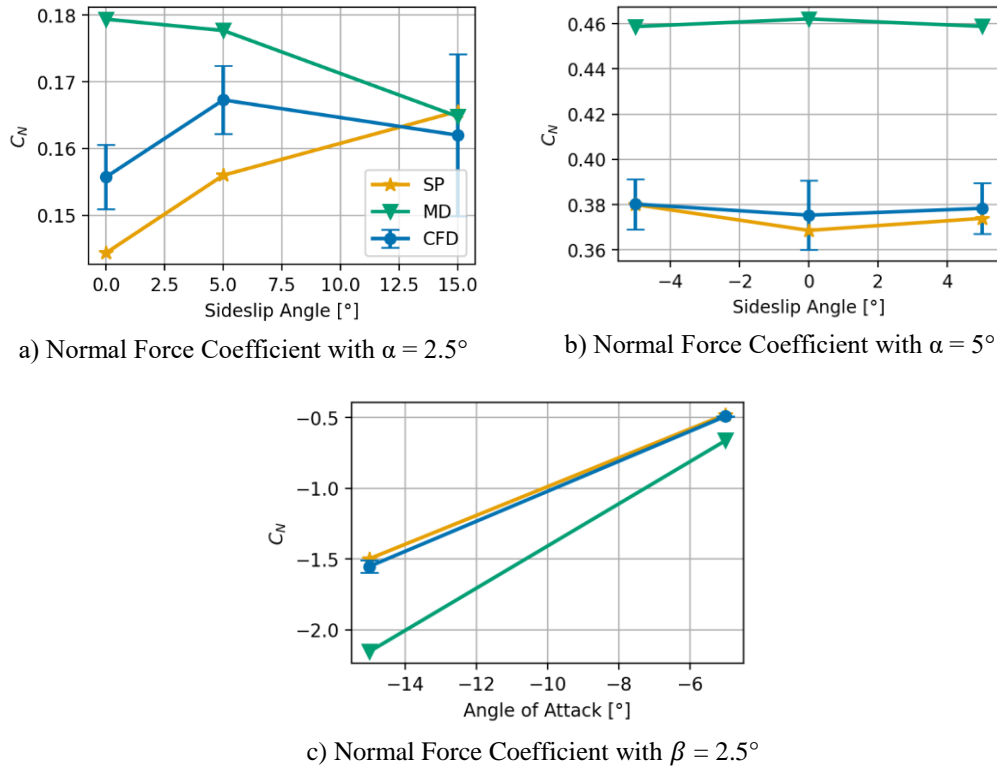 0.18
0.17
0.16
0.15
C_N
0.0 2.5 5.0 7.5 10.0 12.5 15.0
Sideslip Angle [°]
SP
MD
CFD
a) Normal Force Coefficient with α = 2.5°
0.46
0.44
0.42
0.40
0.38
0.36
C_N
−4 −2 0 2 4
Sideslip Angle [°]
b) Normal Force Coefficient with α = 5°
−0.5
−1.0
−1.5
−2.0
C_N
−14 −12 −10 −8 −6
Angle of Attack [°]
c) Normal Force Coefficient with β = 2.5°